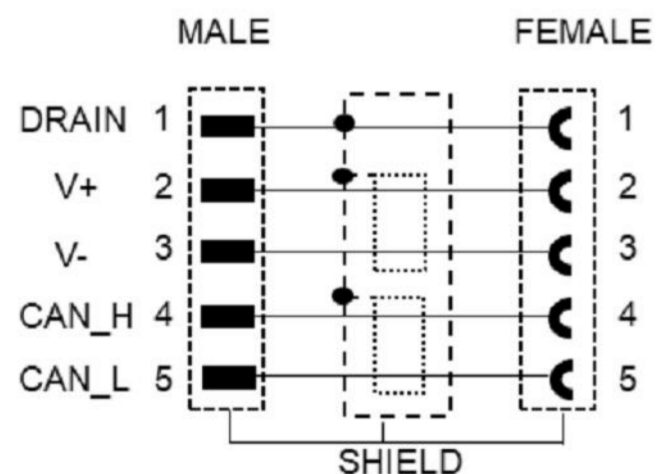 MALE FEMALE
DRAIN 1 1
V+ 2 2
V- 3 3
CAN_H 4 4
CAN_L 5 5
SHIELD